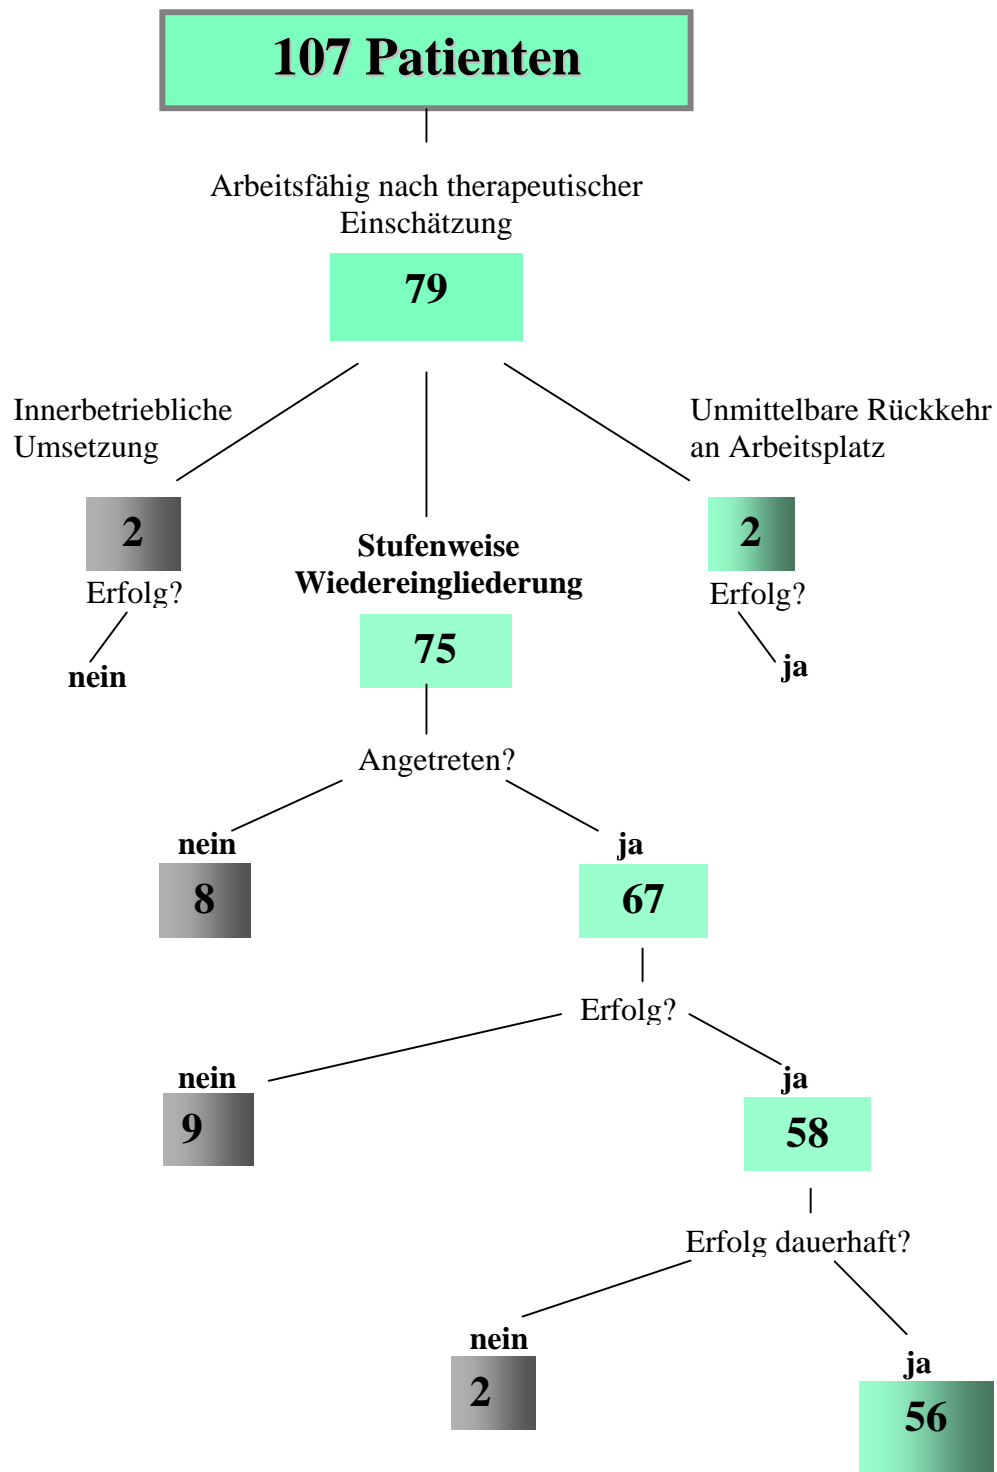 107 Patienten
Arbeitsfähig nach therapeutischer
Einschätzung
79
Innerbetriebliche
Umsetzung
2
Erfolg?
nein
Stufenweise
Wiedereingliederung
75
Unmittelbare Rückkehr
an Arbeitsplatz
2
Erfolg?
ja
Angetreten?
nein
8
ja
67
Erfolg?
nein
9
ja
58
Erfolg dauerhaft?
nein
2
ja
56